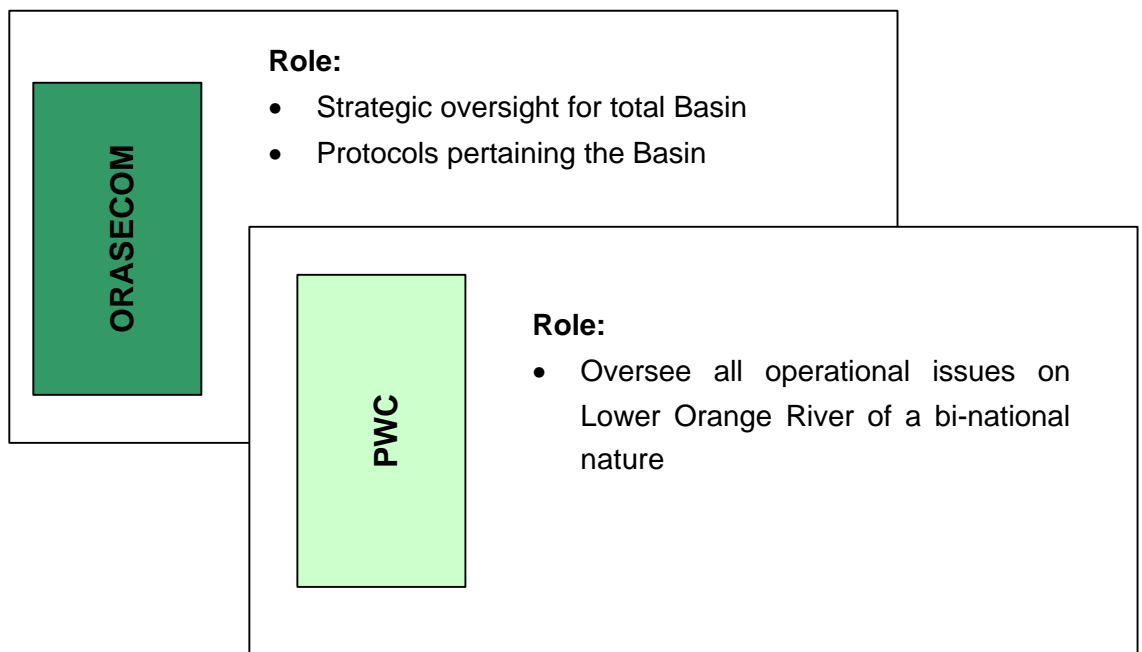 ORASECOM
Role:
• Strategic oversight for total Basin
• Protocols pertaining the Basin
PWC
Role:
• Oversee all operational issues on
Lower Orange River of a bi-national
nature